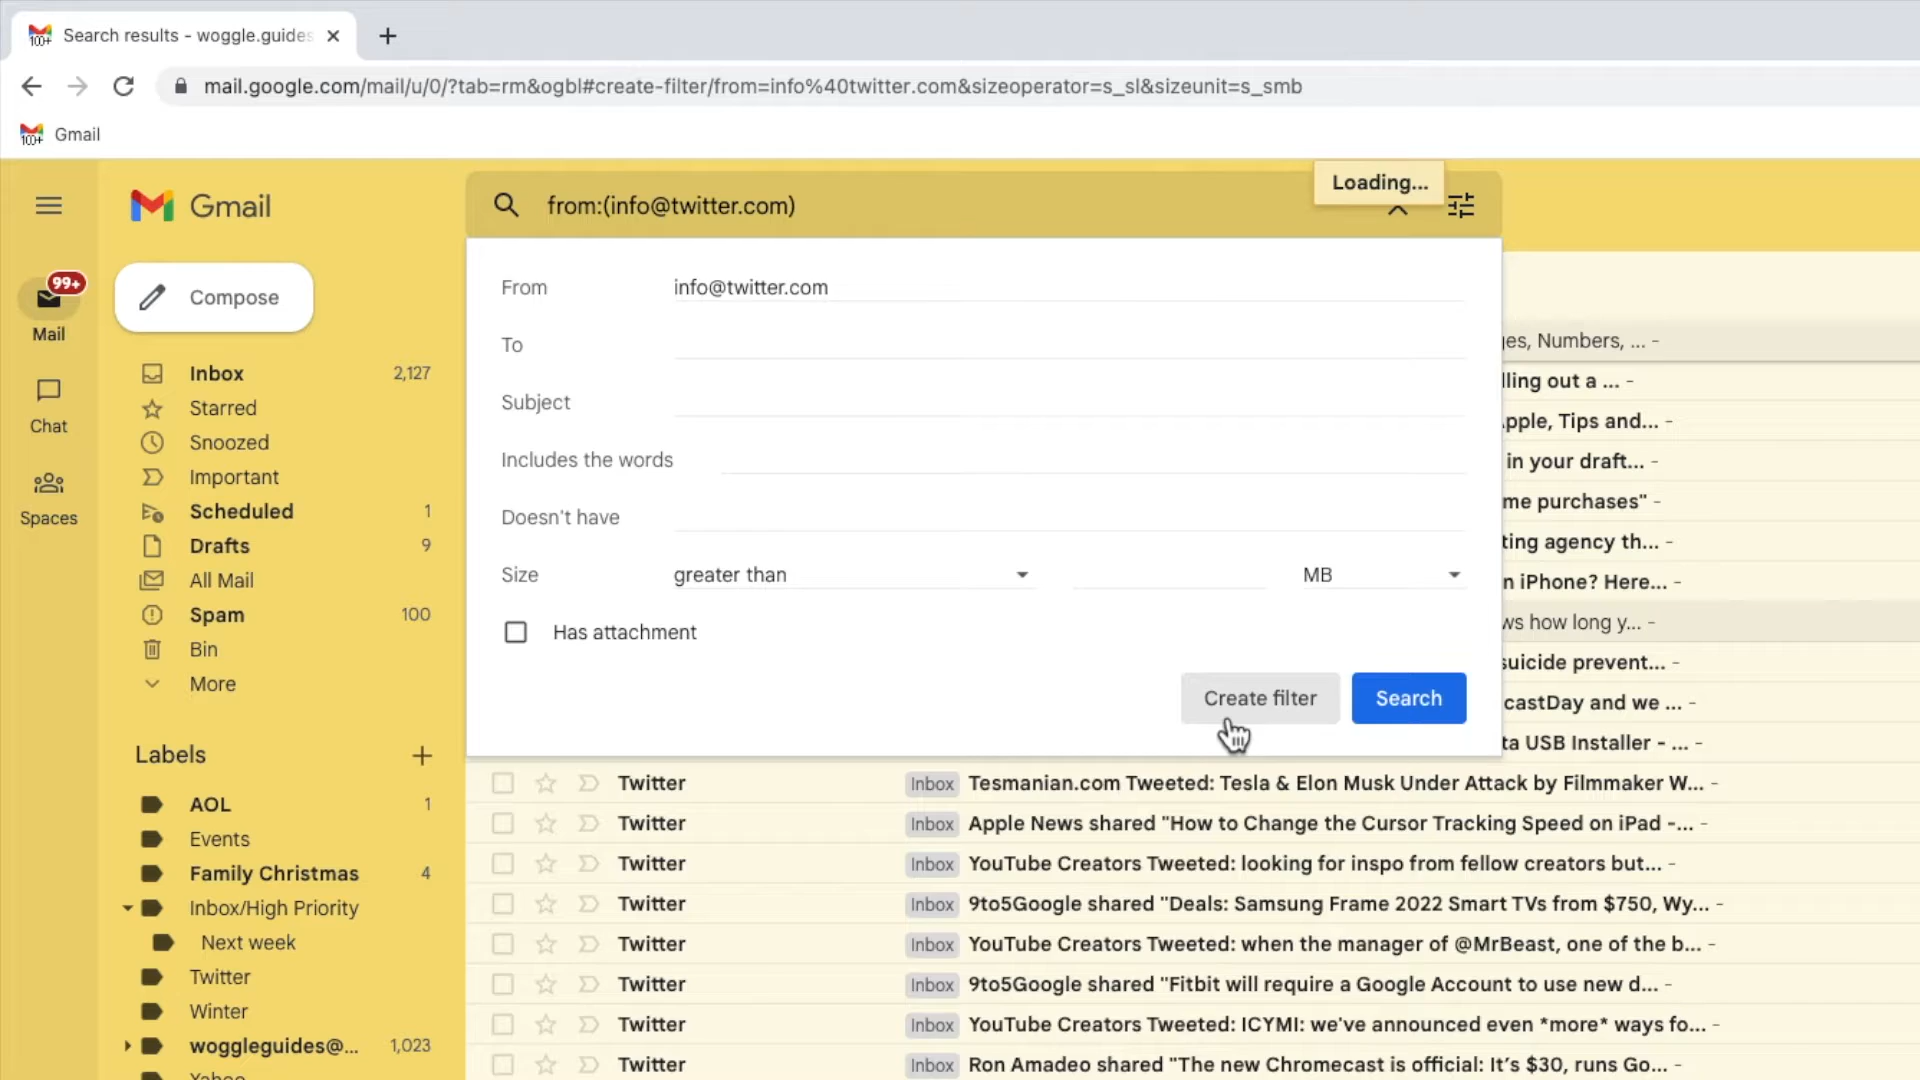 Search results - woggle.guides
mail.google.com/mail/u/0/?tab=rm&ogbl#create-filter/from=info%40twitter.com&sizeoperator=s_sl&sizeunit=s_smb
Gmail
Gmail
from:(info@twitter.com)
Loading...
99+
Mail
Chat
Spaces
Compose
Inbox 2,127
Starred
Snoozed
Important
Scheduled 1
Drafts 9
All Mail
Spam 100
Bin
More
Labels +
AOL 1
Events
Family Christmas 4
Inbox/High Priority
Next week
Twitter
Winter
woggleguides@... 1,023
Yahoo
From info@twitter.com
To
Subject
Includes the words
Doesn't have
Size greater than MB
Has attachment
Create filter Search
Numbers, ... -
out a ... -
Tips and... -
in your draft... -
purchases" -
agency th... -
iPhone? Here... -
how long y... -
suicide prevent... -
and we ... -
USB Installer - ... -
Twitter Inbox Tesmanian.com Tweeted: Tesla & Elon Musk Under Attack by Filmmaker W... -
Twitter Inbox Apple News shared "How to Change the Cursor Tracking Speed on iPad -... -
Twitter Inbox YouTube Creators Tweeted: looking for inspo from fellow creators but... -
Twitter Inbox 9to5Google shared "Deals: Samsung Frame 2022 Smart TVs from $750, Wy... -
Twitter Inbox YouTube Creators Tweeted: when the manager of @MrBeast, one of the b... -
Twitter Inbox 9to5Google shared "Fitbit will require a Google Account to use new d... -
Twitter Inbox YouTube Creators Tweeted: ICYMI: we've announced even *more* ways fo... -
Twitter Inbox Ron Amadeo shared "The new Chromecast is official: It's $30, runs Go... -